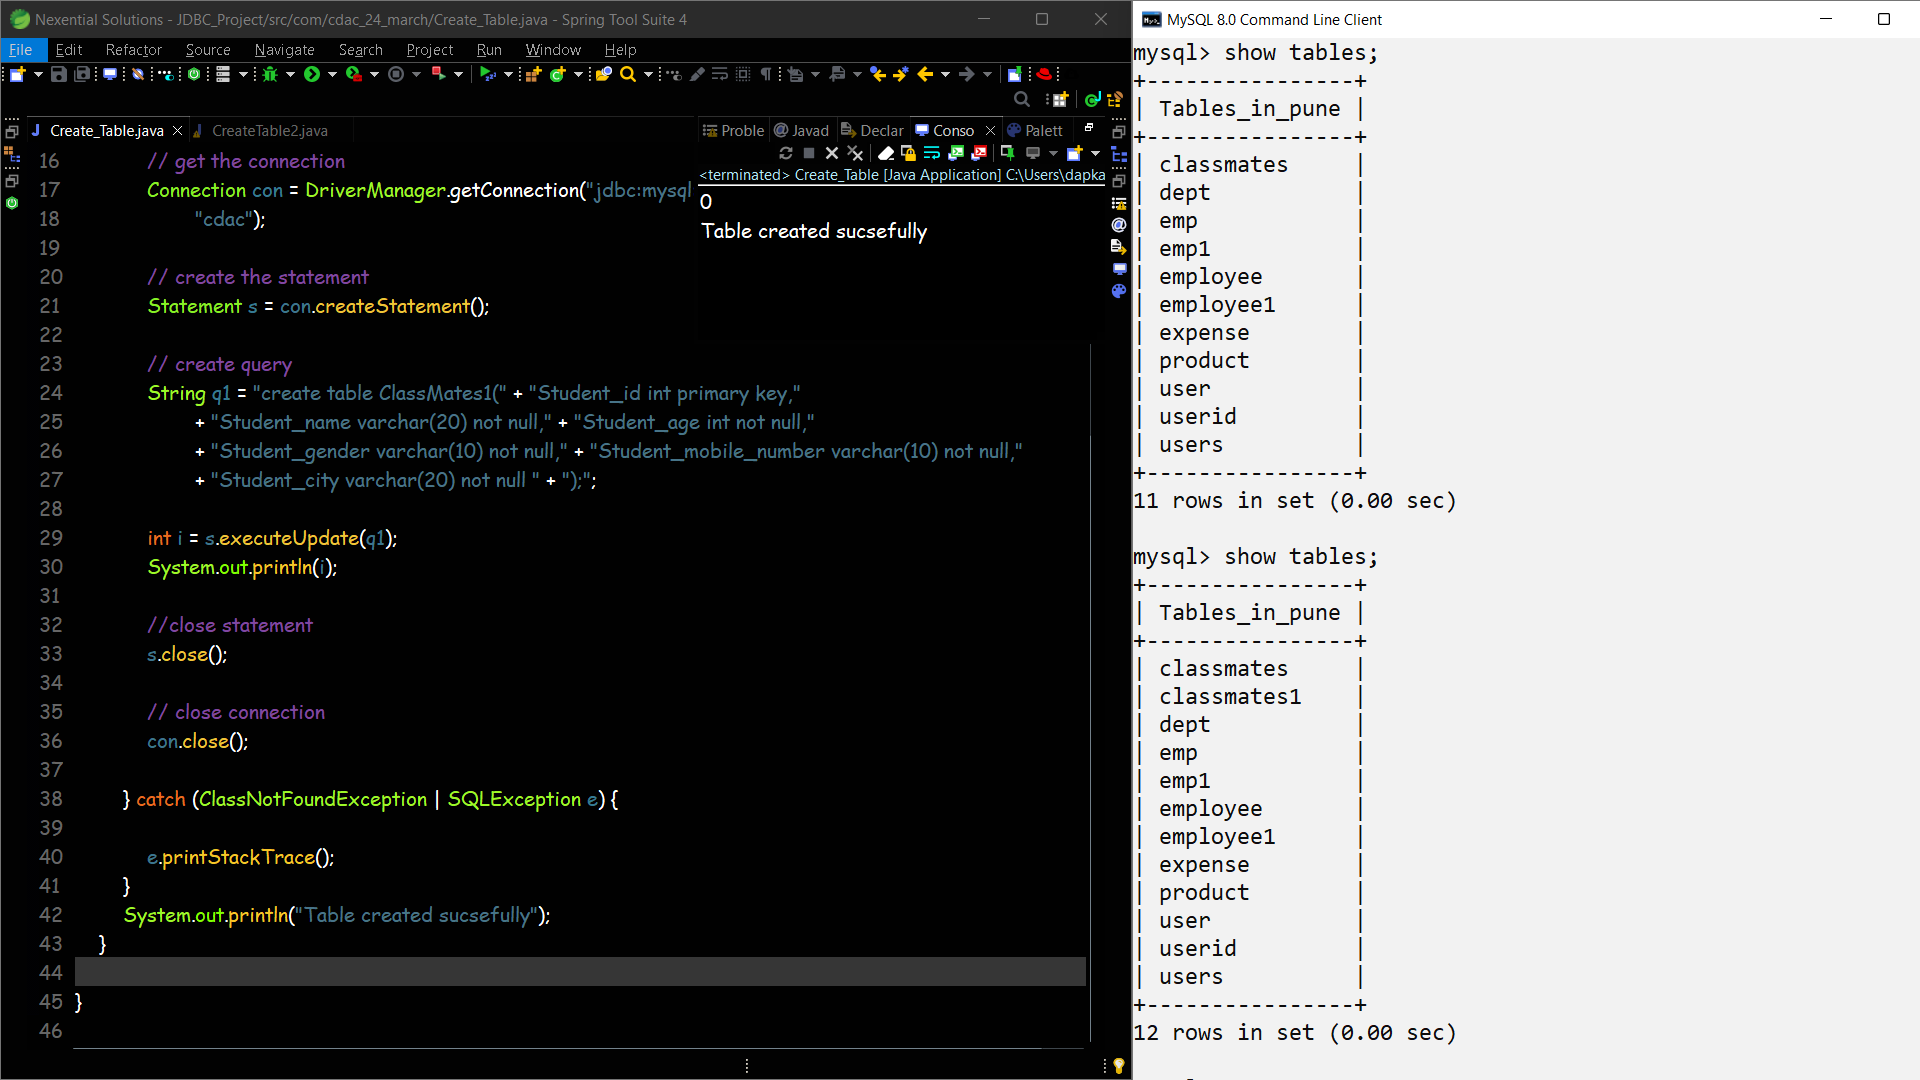 Nexential Solutions - JDBC_Project/src/com/cdac_24_march/Create_Table.java - Spring Tool Suite 4
File Edit Refactor Source Navigate Search Project Run Window Help
Create_Table.java
CreateTable2.java
16 // get the connection
17 Connection con = DriverManager.getConnection("jdbc:mysql
18 "cdac");
19
20 // create the statement
21 Statement s = con.createStatement();
22
23 // create query
24 String q1 = "create table ClassMates1(" + "Student_id int primary key,"
25 + "Student_name varchar(20) not null," + "Student_age int not null,"
26 + "Student_gender varchar(10) not null," + "Student_mobile_number varchar(10) not null,"
27 + "Student_city varchar(20) not null " + ");";
28
29 int i = s.executeUpdate(q1);
30 System.out.println(i);
31
32 //close statement
33 s.close();
34
35 // close connection
36 con.close();
37
38 } catch (ClassNotFoundException | SQLException e) {
39
40 e.printStackTrace();
41 }
42 System.out.println("Table created sucsefully");
43 }
44
45 }
46
Proble Javad Declar Conso Palett
<terminated> Create_Table [Java Application] C:\Users\dapka
0
Table created sucsefully
MySQL 8.0 Command Line Client
mysql> show tables;
+----------------+
| Tables_in_pune |
+----------------+
| classmates |
| dept |
| emp |
| emp1 |
| employee |
| employee1 |
| expense |
| product |
| user |
| userid |
| users |
+----------------+
11 rows in set (0.00 sec)
mysql> show tables;
+----------------+
| Tables_in_pune |
+----------------+
| classmates |
| classmates1 |
| dept |
| emp |
| emp1 |
| employee |
| employee1 |
| expense |
| product |
| user |
| userid |
| users |
+----------------+
12 rows in set (0.00 sec)